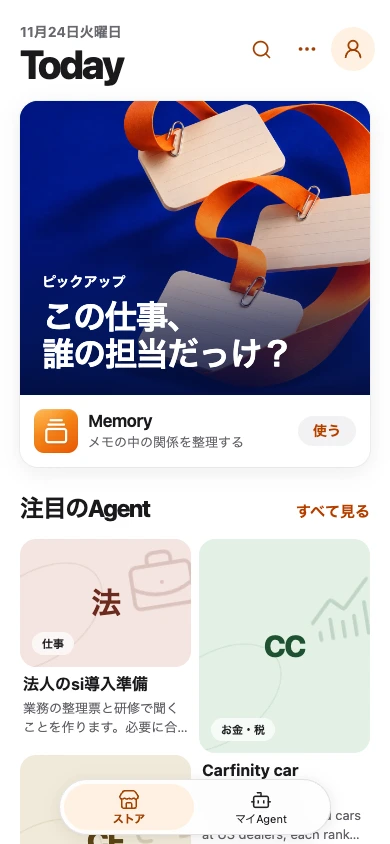 11月24日火曜日
Today
ピックアップ
この仕事、
誰の担当だっけ？
Memory
メモの中の関係を整理する
使う
注目のAgent
すべて見る
法
仕事
法人のsi導入準備
業務の整理票と研修で聞く
ことを作ります。必要に合...
CC
お金・税
Carfinity car
cars
at US dealers, each rank...
ストア
マイAgent